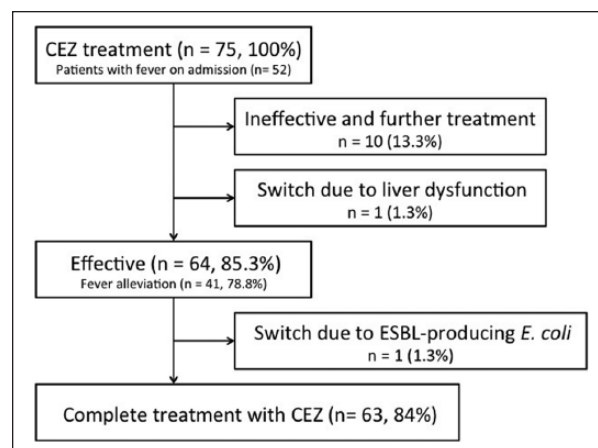 CEZ treatment (n = 75, 100%)
Patients with fever on admission (n= 52)
Ineffective and further treatment
n = 10 (13.3%)
Switch due to liver dysfunction
n = 1 (1.3%)
Effective (n = 64, 85.3%)
Fever alleviation (n = 41, 78.8%)
Switch due to ESBL-producing E. coli
n = 1 (1.3%)
Complete treatment with CEZ (n= 63, 84%)